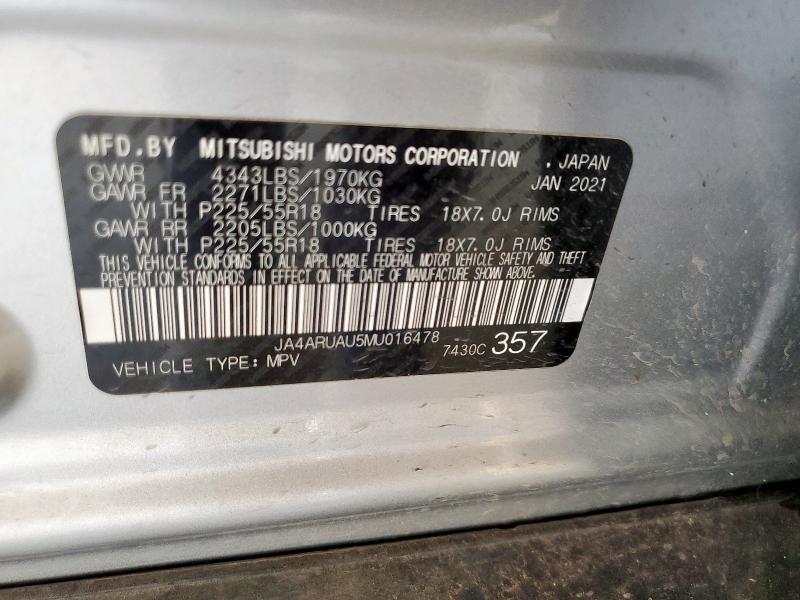 MFD.BY MITSUBISHI MOTORS CORPORATION . JAPAN
GVWR 4343LBS/1970KG JAN 2021
GAWR FR 2271LBS/1030KG
WITH P225/55R18 TIRES 18X7.0J RIMS
GAWR RR 2205LBS/1000KG
WITH P225/55R18 TIRES 18X7.0J RIMS
THIS VEHICLE CONFORMS TO ALL APPLICABLE FEDERAL MOTOR VEHICLE SAFETY AND THEFT
PREVENTION STANDARDS IN EFFECT ON THE DATE OF MANUFACTURE SHOWN ABOVE.
JA4ARUAU5MU016478
VEHICLE TYPE: MPV 7430C 357